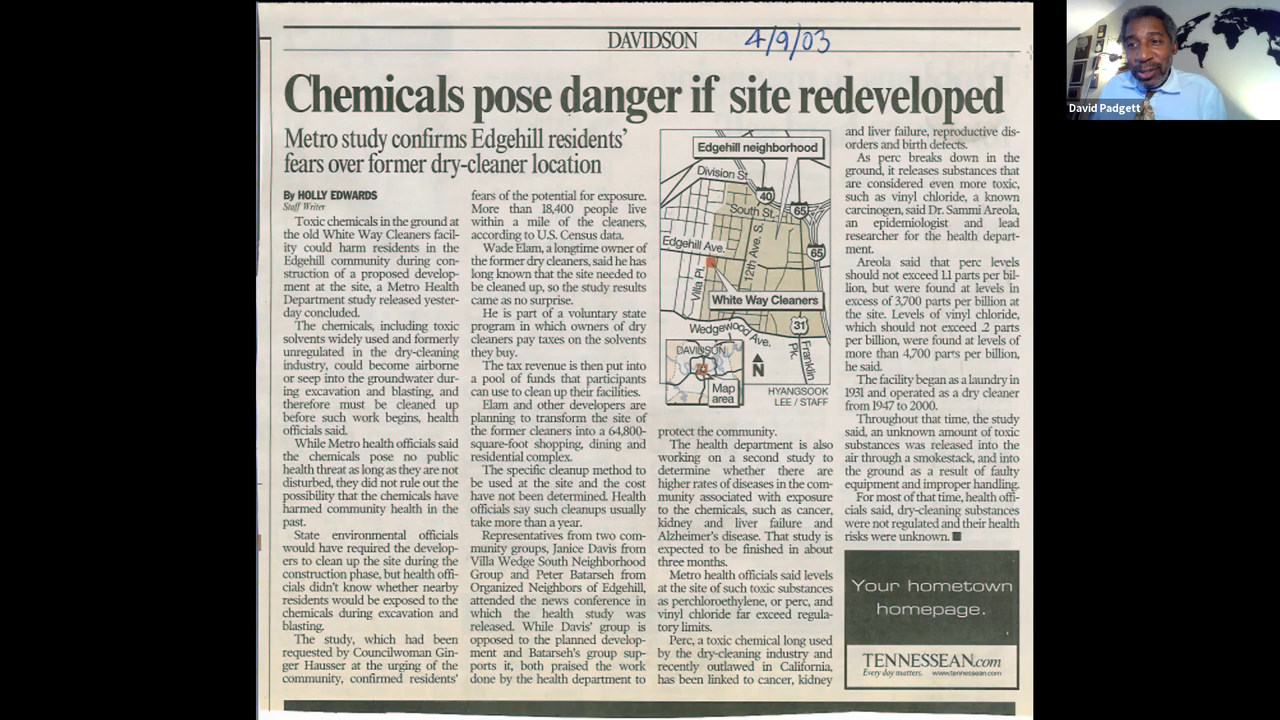 DAVIDSON
4/9/03
Chemicals pose danger if site redeveloped
Metro study confirms Edgehill residents'
fears over former dry-cleaner location
By HOLLY EDWARDS
Staff Writer
Toxic chemicals in the ground at
the old White Way Cleaners facil-
ity could harm residents in the
Edgehill community during con-
struction of a proposed develop-
ment at the site, a Metro Health
Department study released yester-
day concluded.
The chemicals, including toxic
solvents widely used and formerly
unregulated in the dry-cleaning
industry, could become airborne
or seep into the groundwater dur-
ing excavation and blasting, and
therefore must be cleaned up
before such work begins, health
officials said.
While Metro health officials said
the chemicals pose no public
health threat as long as they are not
disturbed, they did not rule out the
possibility that the chemicals have
harmed community health in the
past.
State environmental officials
would have required the develop-
ers to clean up the site during the
construction phase, but health offi-
cials didn't know whether nearby
residents would be exposed to the
chemicals during excavation and
blasting.
The study, which had been
requested by Councilwoman Gin-
ger Hausser at the urging of the
community, confirmed residents'
fears of the potential for exposure.
More than 18,400 people live
within a mile of the cleaners,
according to U.S. Census data.
Wade Elam, a longtime owner of
the former dry cleaners, said he has
long known that the site needed to
be cleaned up, so the study results
came as no surprise.
He is part of a voluntary state
program in which owners of dry
cleaners pay taxes on the solvents
they buy.
The tax revenue is then put into
a pool of funds that participants
can use to clean up their facilities.
Elam and other developers are
planning to transform the site of
the former cleaners into a 64,800-
square-foot shopping, dining and
residential complex.
The specific cleanup method to
be used at the site and the cost
have not been determined. Health
officials say such cleanups usually
take more than a year.
Representatives from two com-
munity groups, Janice Davis from
Villa Wedge South Neighborhood
Group and Peter Batarseh from
Organized Neighbors of Edgehill,
attended the news conference in
which the health study was
released. While Davis' group is
opposed to the planned develop-
ment and Batarseh's group sup-
ports it, both praised the work
done by the health department to
Edgehill neighborhood
Division St.
40
65
South St.
Edgehill Ave.
12th Ave. S.
65
Villa Pl.
White Way Cleaners
31
Wedgewood Ave.
Franklin Pk.
DAVIDSON
Map
area
N
HYANGSOOK
LEE / STAFF
protect the community.
The health department is also
working on a second study to
determine whether there are
higher rates of diseases in the com-
munity associated with exposure
to the chemicals, such as cancer,
kidney and liver failure and
Alzheimer's disease. That study is
expected to be finished in about
three months.
Metro health officials said levels
at the site of such toxic substances
as perchloroethylene, or perc, and
vinyl chloride far exceed regula-
tory limits.
Perc, a toxic chemical long used
by the dry-cleaning industry and
recently outlawed in California,
has been linked to cancer, kidney
and liver failure, reproductive dis-
orders and birth defects.
As perc breaks down in the
ground, it releases substances that
are considered even more toxic,
such as vinyl chloride, a known
carcinogen, said Dr. Sammi Areola,
an epidemiologist and lead
researcher for the health depart-
ment.
Areola said that perc levels
should not exceed 1.1 parts per bil-
lion, but were found at levels in
excess of 3,700 parts per billion at
the site. Levels of vinyl chloride,
which should not exceed .2 parts
per billion, were found at levels of
more than 4,700 parts per billion,
he said.
The facility began as a laundry in
1931 and operated as a dry cleaner
from 1947 to 2000.
Throughout that time, the study
said, an unknown amount of toxic
substances was released into the
air through a smokestack, and into
the ground as a result of faulty
equipment and improper handling.
For most of that time, health offi-
cials said, dry-cleaning substances
were not regulated and their health
risks were unknown.
Your hometown
homepage.
TENNESSEAN.com
Every day matters. www.tennessean.com
David Padgett